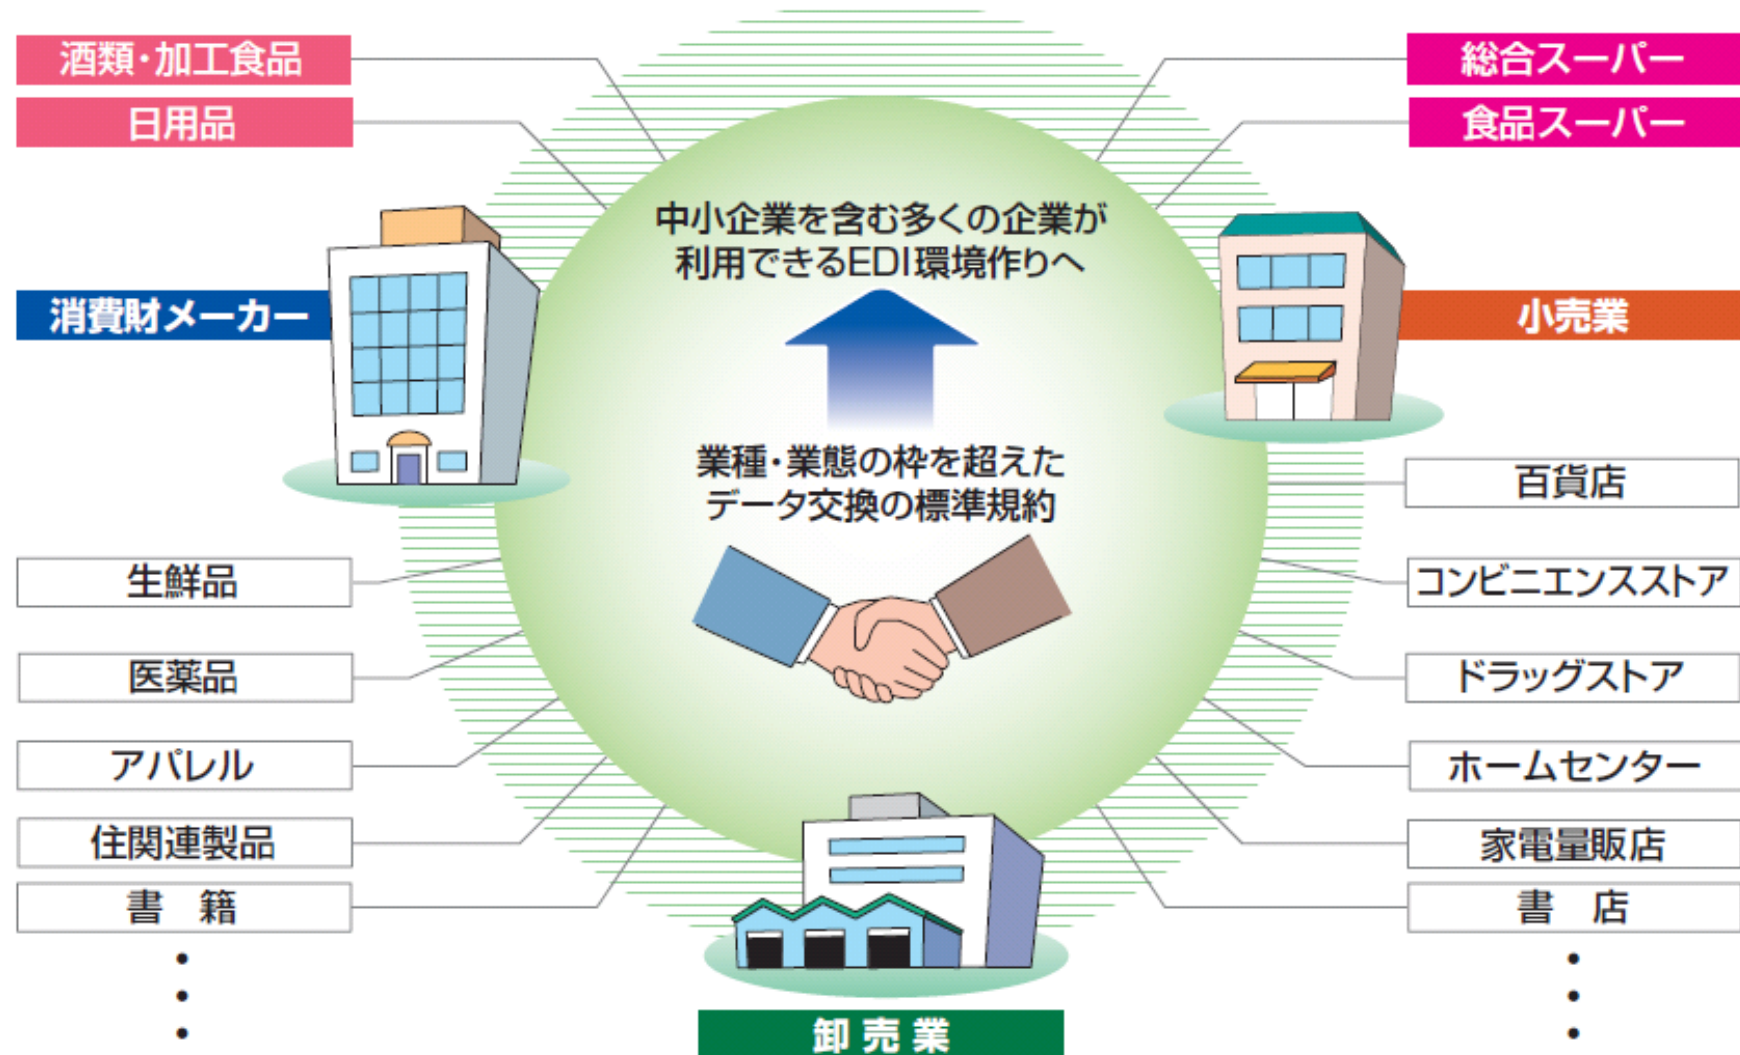 酒類・加工食品
日用品
消費財メーカー
生鮮品
医薬品
アパレル
住関連製品
書　籍
中小企業を含む多くの企業が
利用できるEDI環境作りへ
業種・業態の枠を超えた
データ交換の標準規約
卸売業
総合スーパー
食品スーパー
小売業
百貨店
コンビニエンスストア
ドラッグストア
ホームセンター
家電量販店
書　店